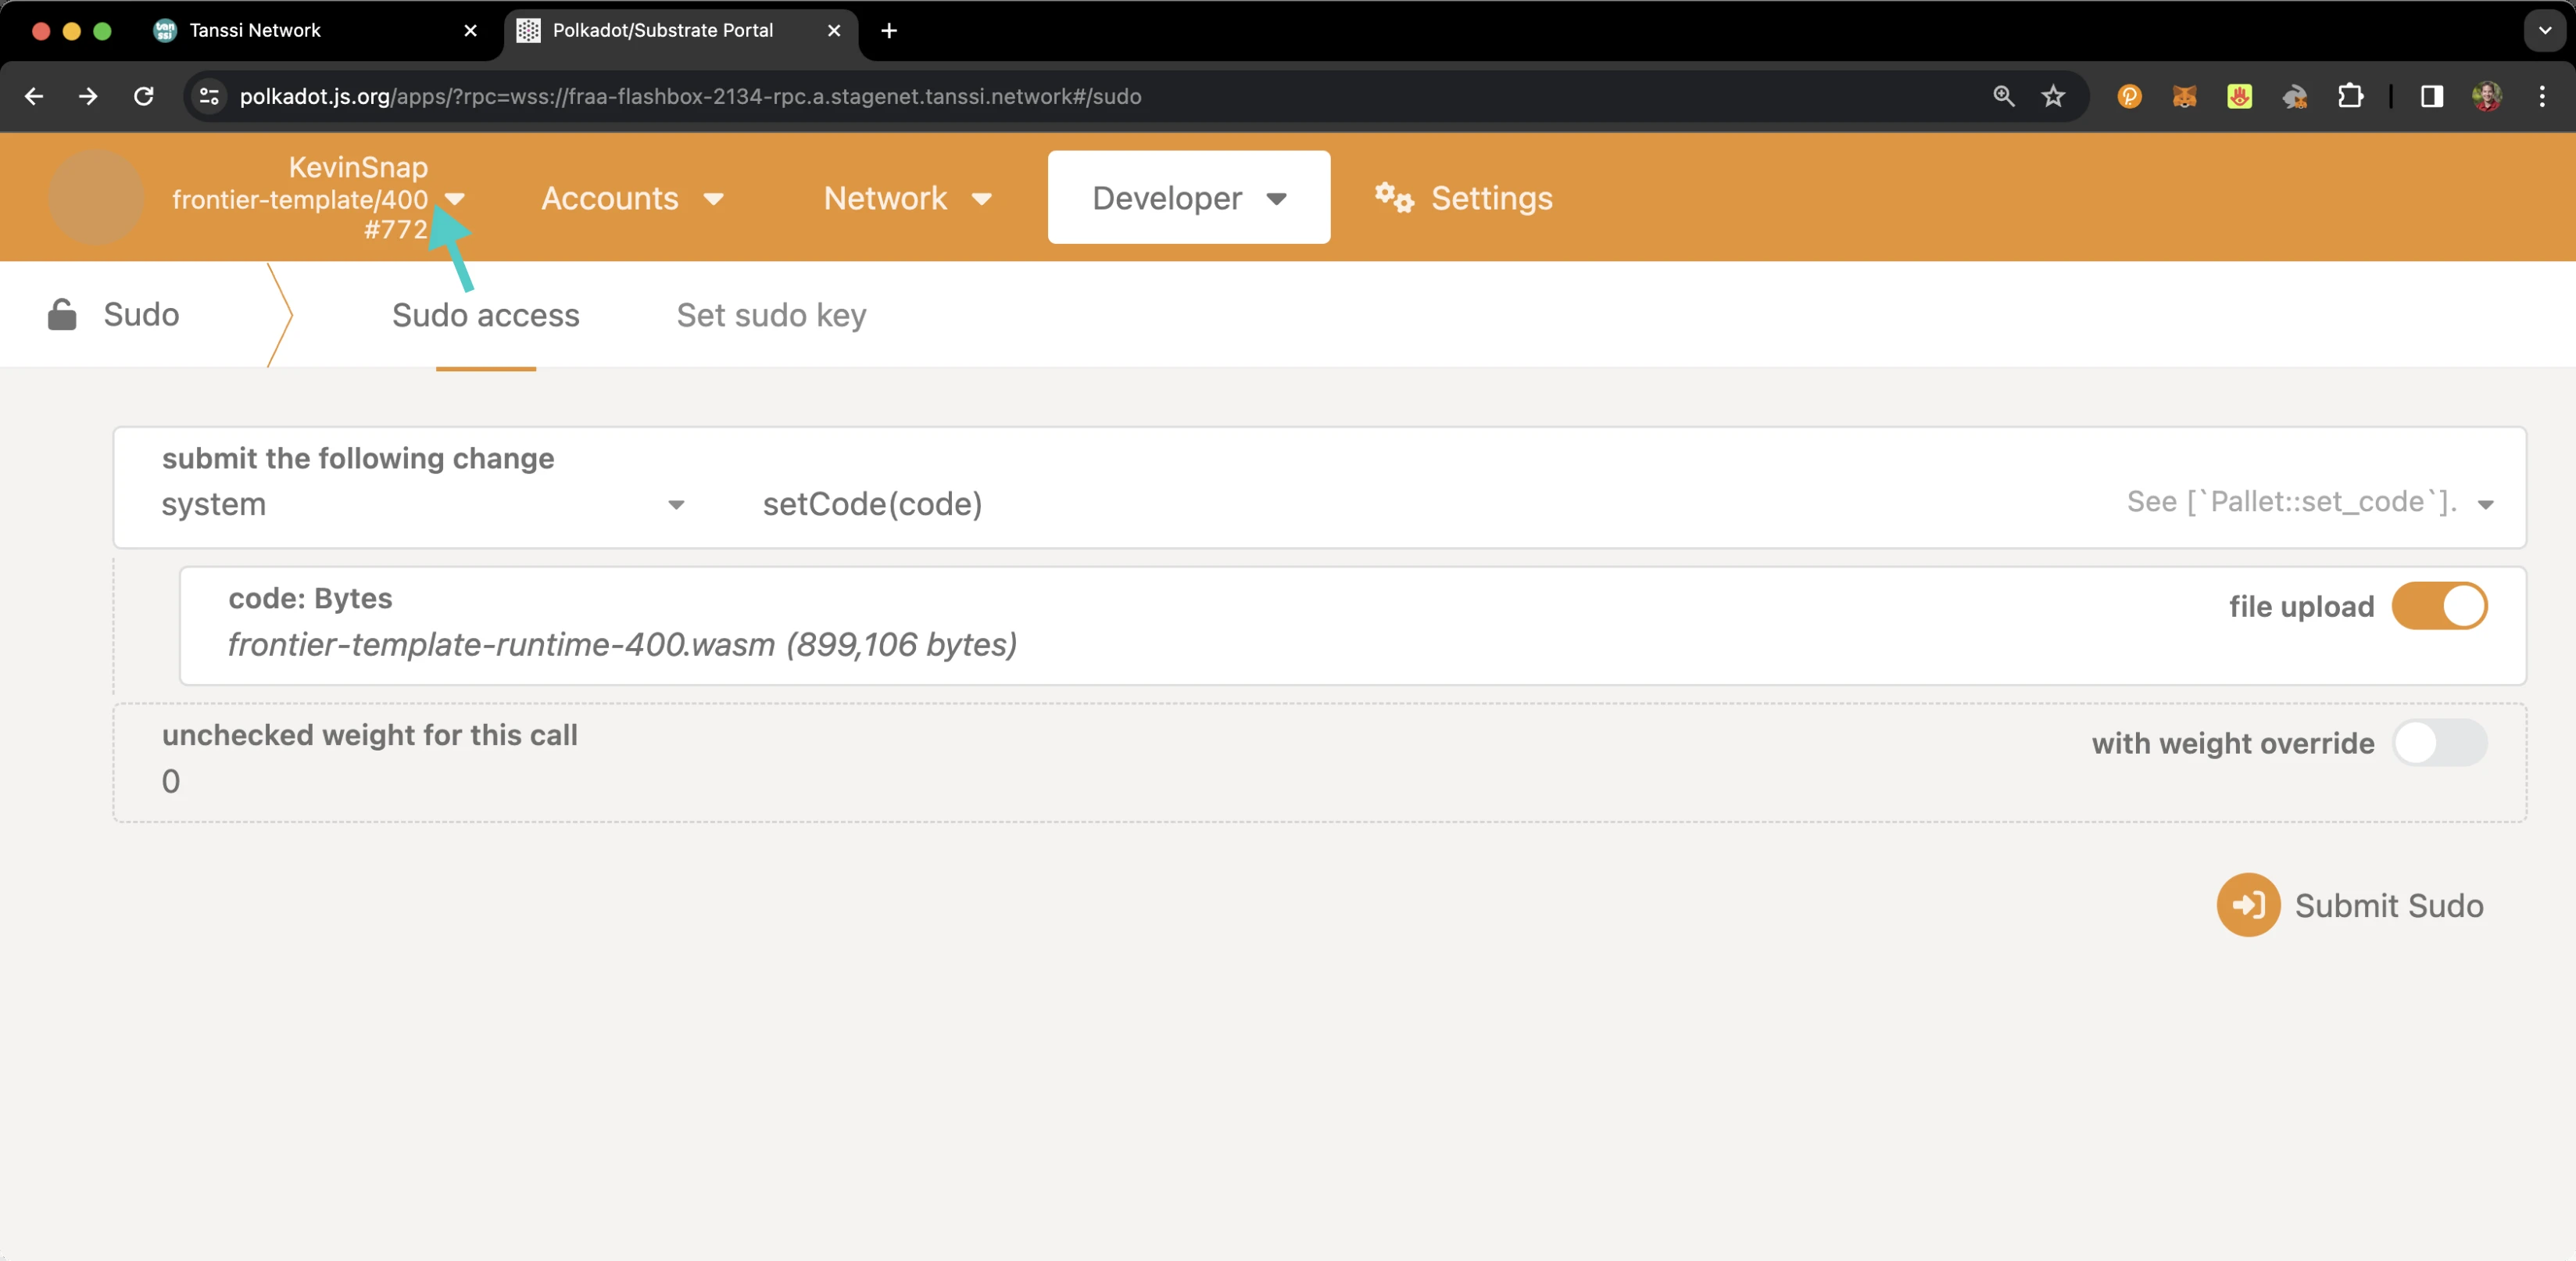 Tanssi Network
Polkadot/Substrate Portal
polkadot.js.org/apps/?rpc=wss://fraa-flashbox-2134-rpc.a.stagenet.tanssi.network#/sudo
KevinSnap
frontier-template/400
#772
Accounts
Network
Developer
Settings
Sudo
Sudo access
Set sudo key
submit the following change
system
setCode(code)
See [`Pallet::set_code`].
code: Bytes
file upload
frontier-template-runtime-400.wasm (899,106 bytes)
unchecked weight for this call
with weight override
0
Submit Sudo